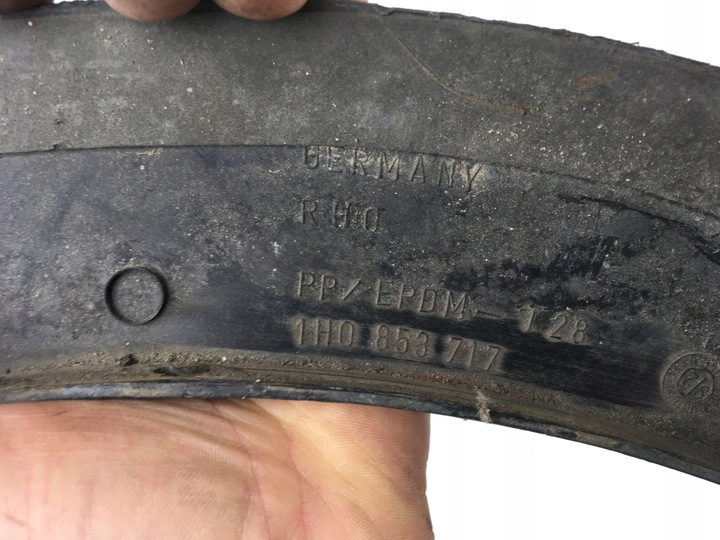 GERMANY
RHO
PP/EPDM - T28
1H0 853 717